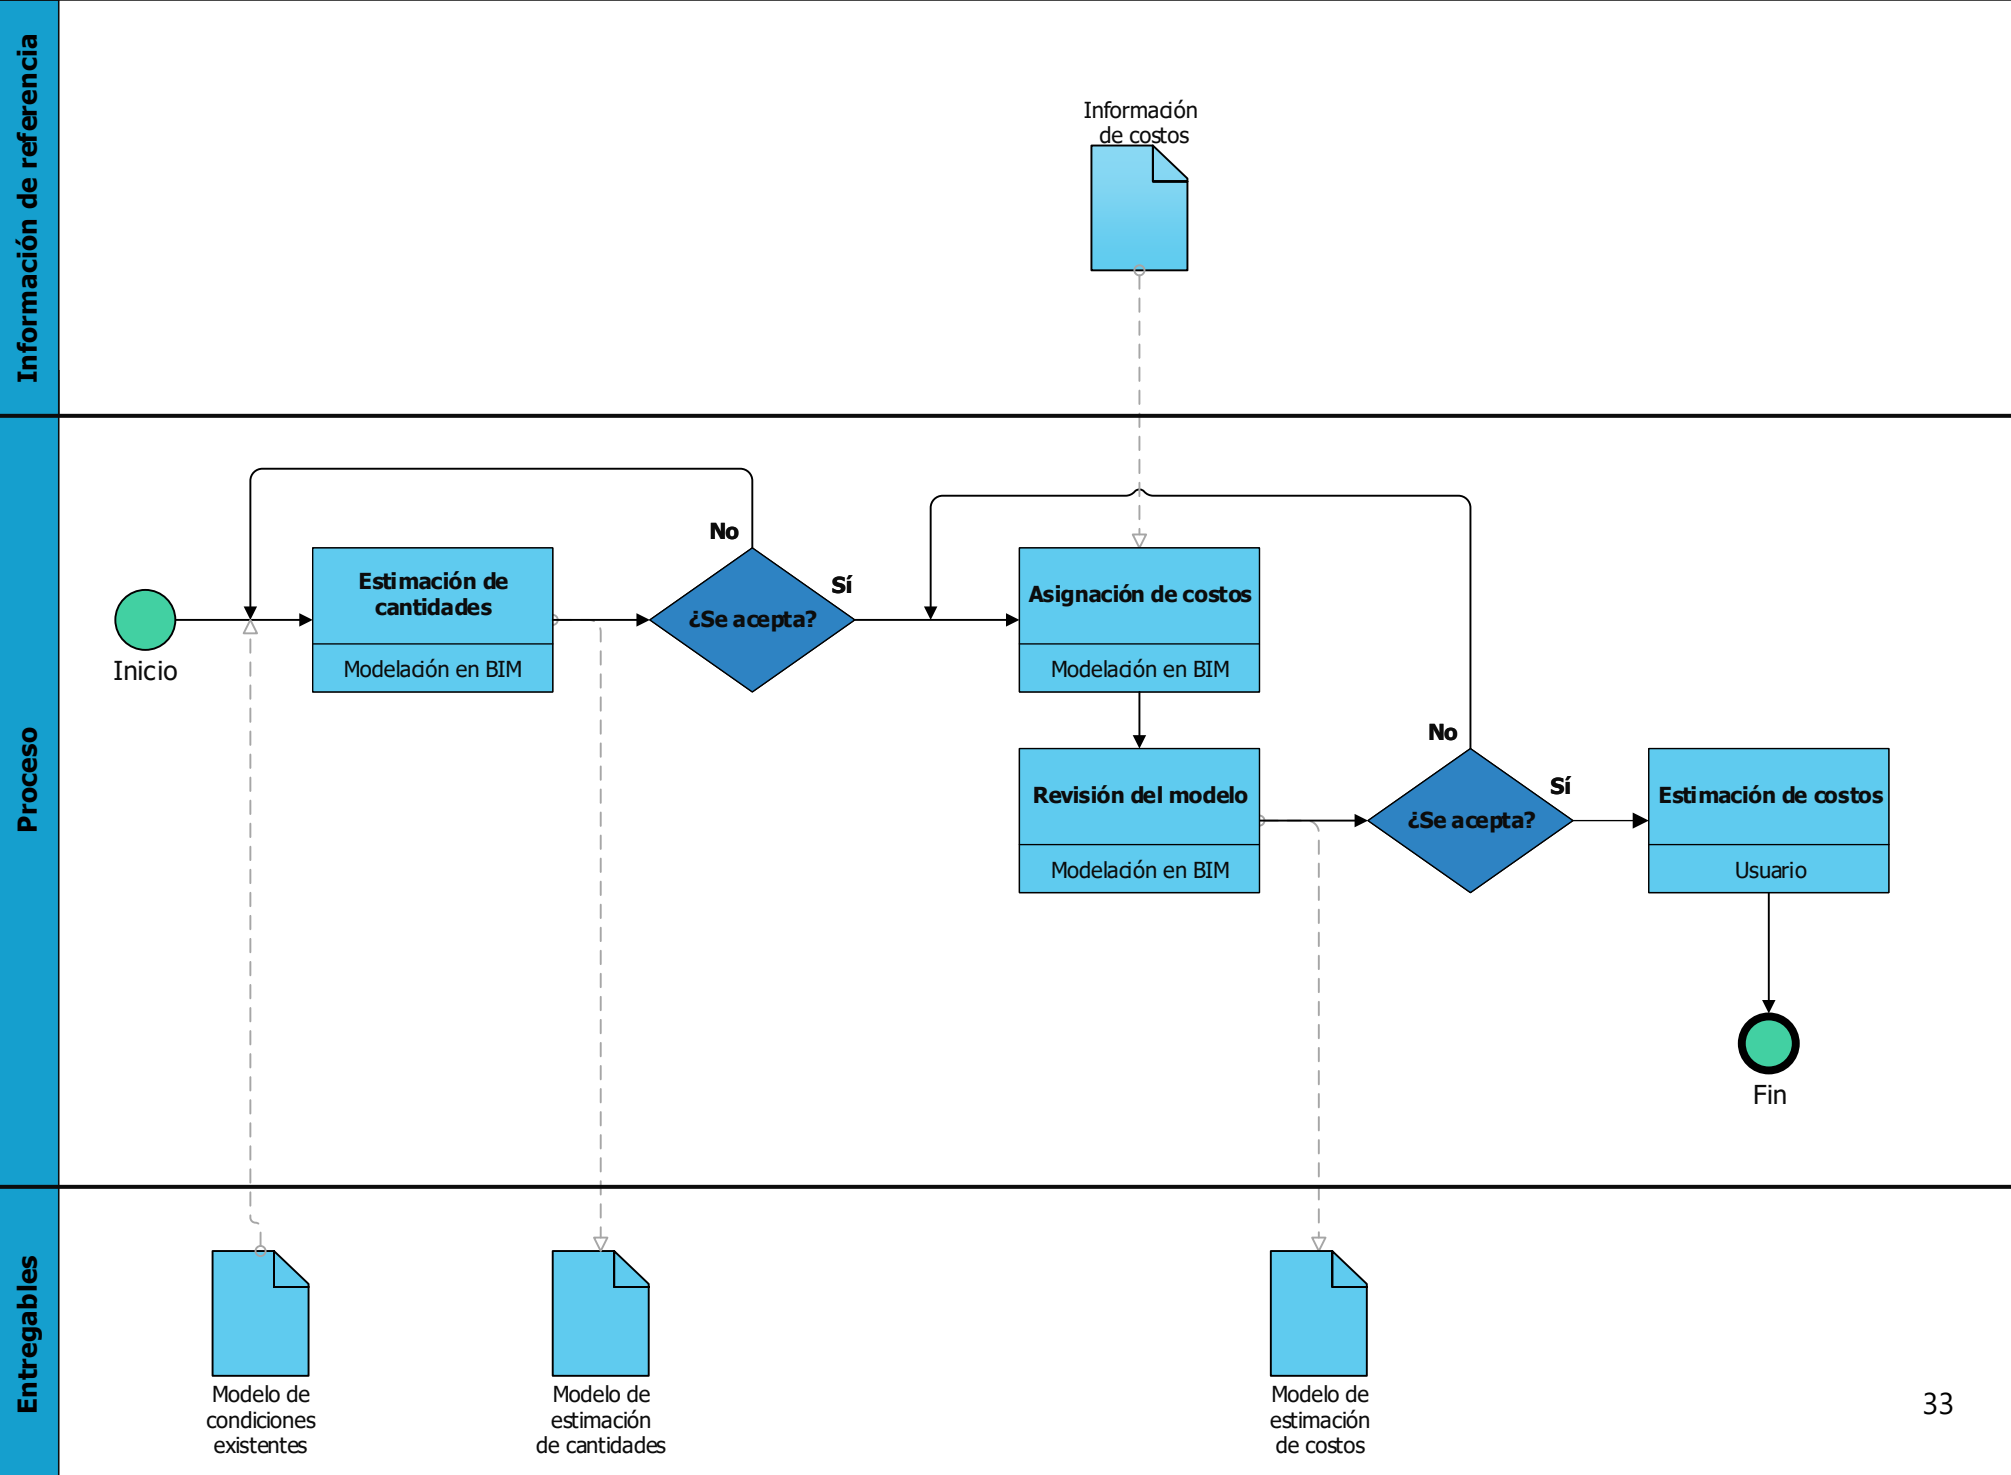 Información de referencia
Información
de costos
Proceso
Inicio
Estimación de
cantidades
Modelación en BIM
No
¿Se acepta?
Sí
Asignación de costos
Modelación en BIM
Revisión del modelo
Modelación en BIM
No
¿Se acepta?
Sí
Estimación de costos
Usuario
Fin
Entregables
Modelo de
condiciones
existentes
Modelo de
estimación
de cantidades
Modelo de
estimación
de costos
33